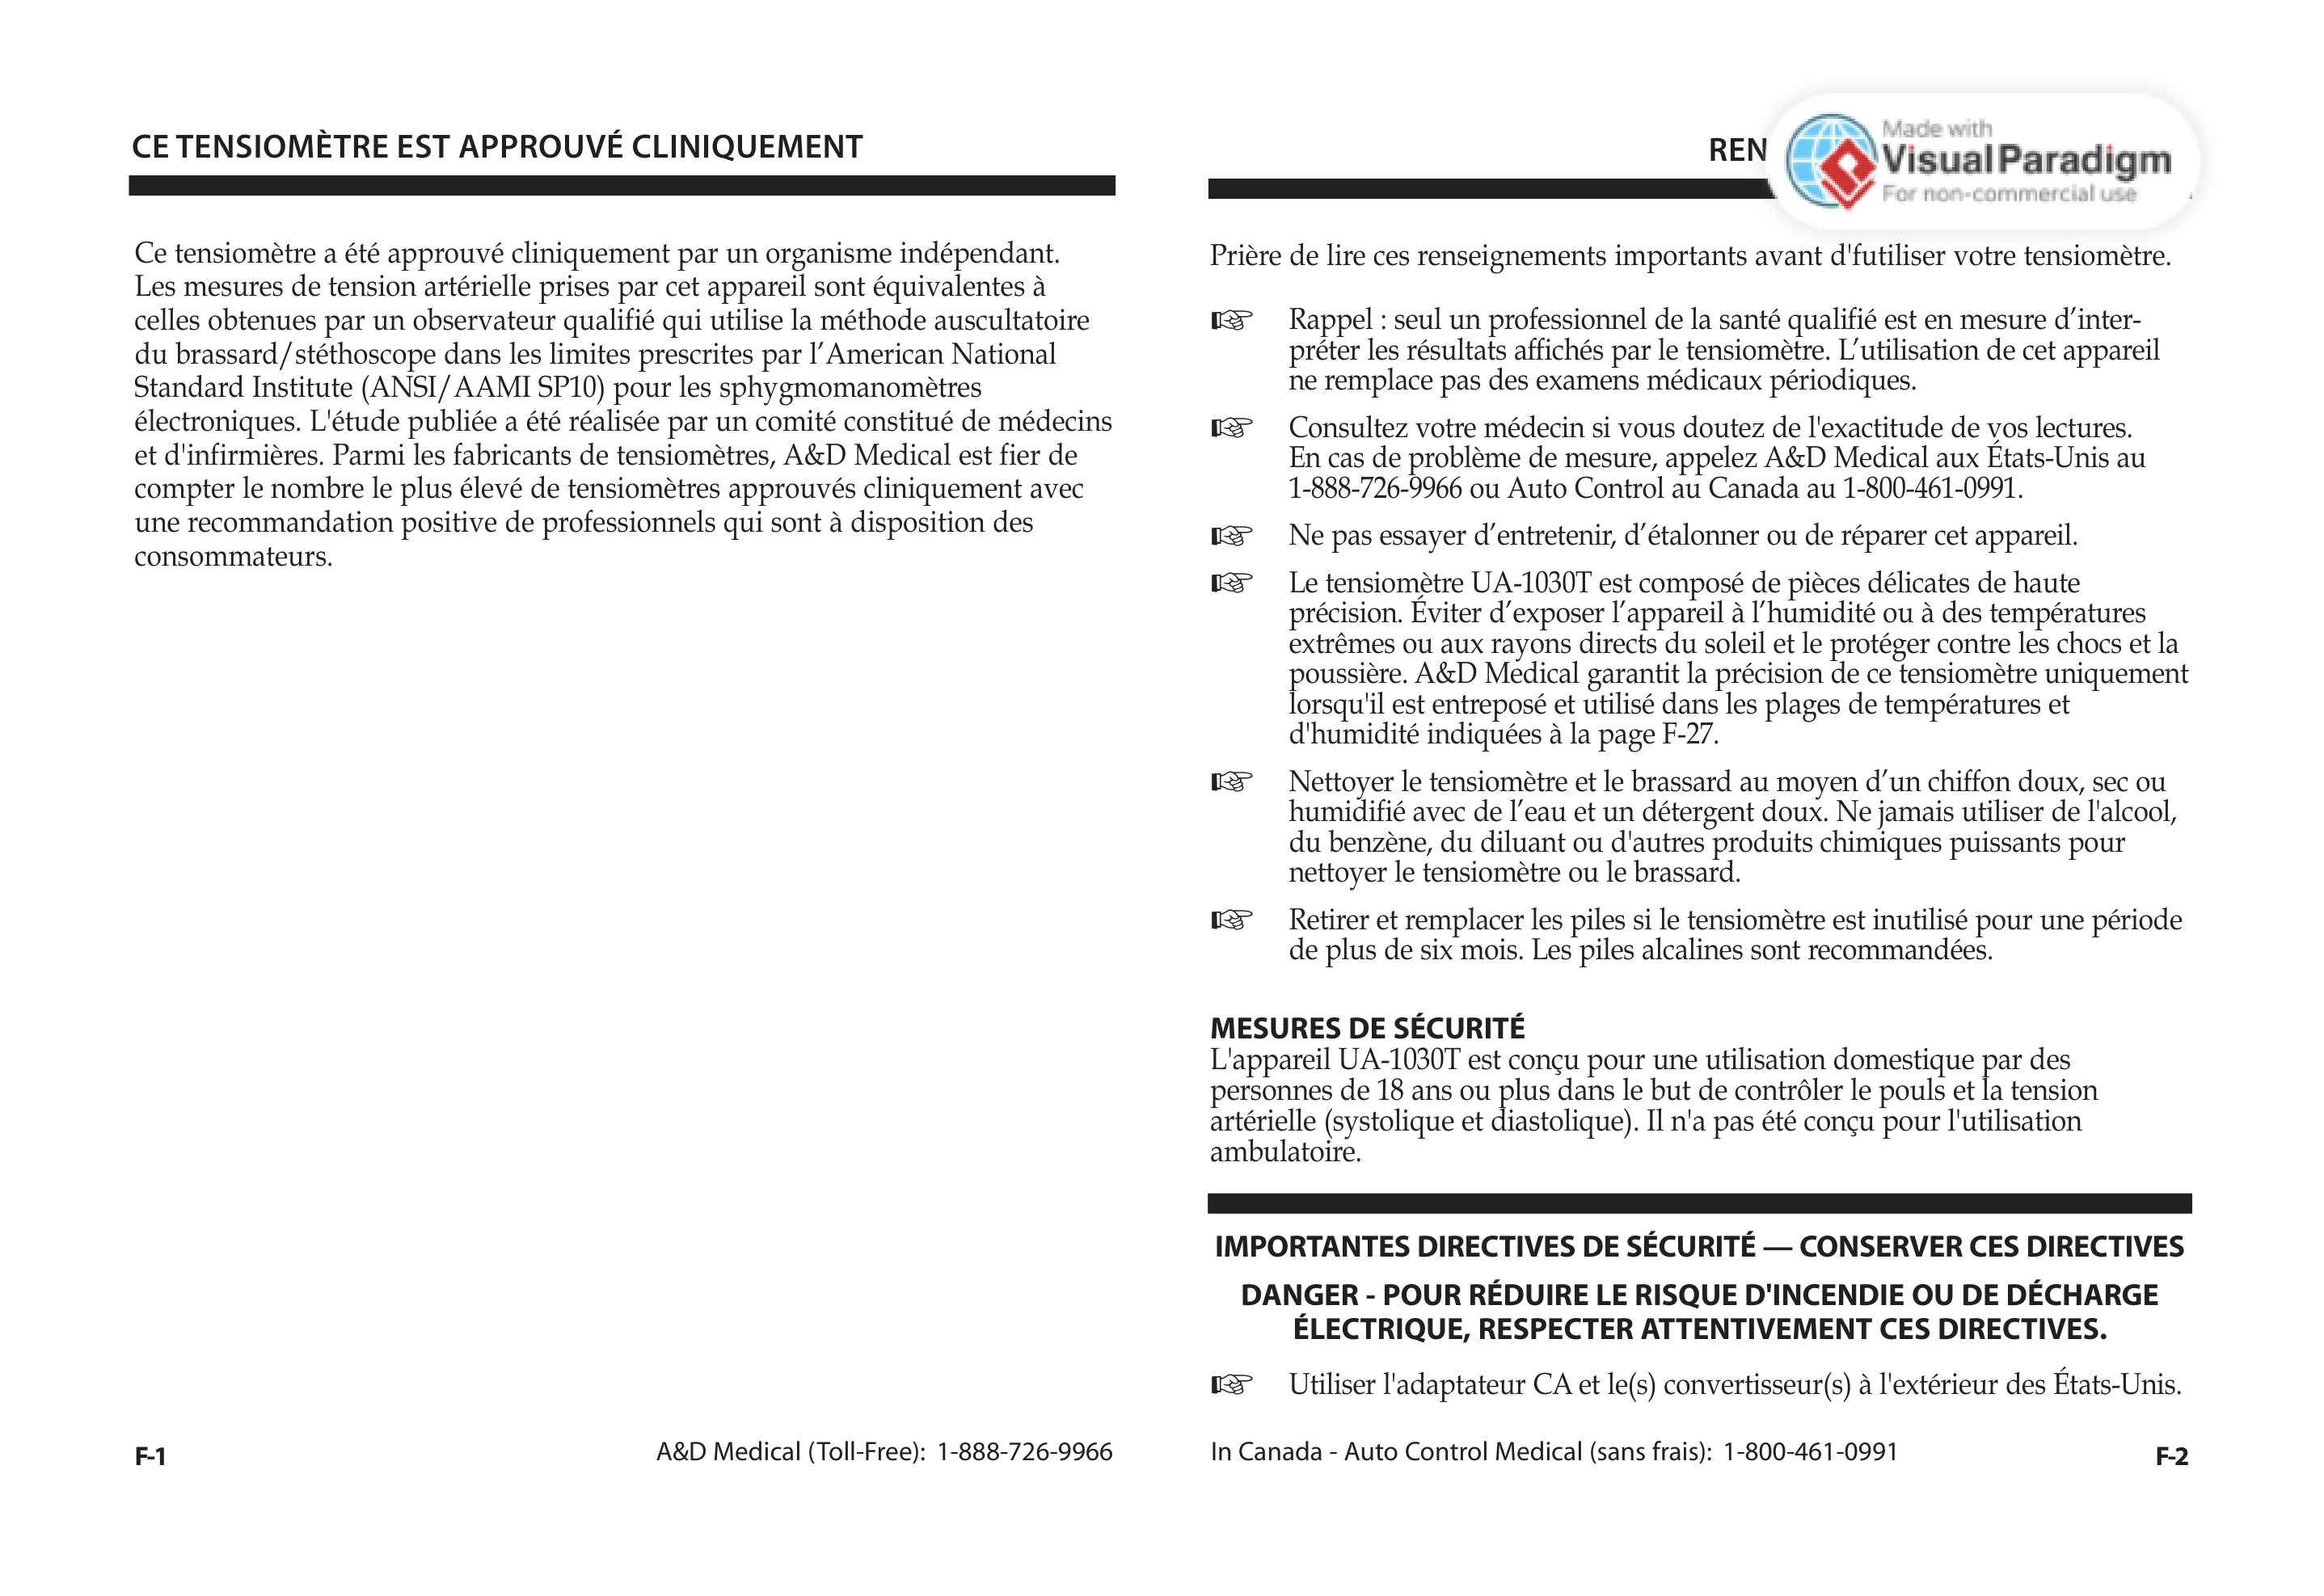 CE TENSIOMÈTRE EST APPROUVÉ CLINIQUEMENT
Ce tensiomètre a été approuvé cliniquement par un organisme indépendant.
Les mesures de tension artérielle prises par cet appareil sont équivalentes à
celles obtenues par un observateur qualifié qui utilise la méthode auscultatoire
du brassard/stéthoscope dans les limites prescrites par l’American National
Standard Institute (ANSI/AAMI SP10) pour les sphygmomanomètres
électroniques. L'étude publiée a été réalisée par un comité constitué de médecins
et d'infirmières. Parmi les fabricants de tensiomètres, A&D Medical est fier de
compter le nombre le plus élevé de tensiomètres approuvés cliniquement avec
une recommandation positive de professionnels qui sont à disposition des
consommateurs.
F-1
A&D Medical (Toll-Free): 1-888-726-9966
REN
Made with
Visual Paradigm
For non-commercial use
Prière de lire ces renseignements importants avant d'futiliser votre tensiomètre.
☞ Rappel : seul un professionnel de la santé qualifié est en mesure d’inter-
préter les résultats affichés par le tensiomètre. L’utilisation de cet appareil
ne remplace pas des examens médicaux périodiques.
☞ Consultez votre médecin si vous doutez de l'exactitude de vos lectures.
En cas de problème de mesure, appelez A&D Medical aux États-Unis au
1-888-726-9966 ou Auto Control au Canada au 1-800-461-0991.
☞ Ne pas essayer d’entretenir, d’étalonner ou de réparer cet appareil.
☞ Le tensiomètre UA-1030T est composé de pièces délicates de haute
précision. Éviter d’exposer l’appareil à l’humidité ou à des températures
extrêmes ou aux rayons directs du soleil et le protéger contre les chocs et la
poussière. A&D Medical garantit la précision de ce tensiomètre uniquement
lorsqu'il est entreposé et utilisé dans les plages de températures et
d'humidité indiquées à la page F-27.
☞ Nettoyer le tensiomètre et le brassard au moyen d’un chiffon doux, sec ou
humidifié avec de l’eau et un détergent doux. Ne jamais utiliser de l'alcool,
du benzène, du diluant ou d'autres produits chimiques puissants pour
nettoyer le tensiomètre ou le brassard.
☞ Retirer et remplacer les piles si le tensiomètre est inutilisé pour une période
de plus de six mois. Les piles alcalines sont recommandées.
MESURES DE SÉCURITÉ
L'appareil UA-1030T est conçu pour une utilisation domestique par des
personnes de 18 ans ou plus dans le but de contrôler le pouls et la tension
artérielle (systolique et diastolique). Il n'a pas été conçu pour l'utilisation
ambulatoire.
IMPORTANTES DIRECTIVES DE SÉCURITÉ — CONSERVER CES DIRECTIVES
DANGER - POUR RÉDUIRE LE RISQUE D'INCENDIE OU DE DÉCHARGE
ÉLECTRIQUE, RESPECTER ATTENTIVEMENT CES DIRECTIVES.
☞ Utiliser l'adaptateur CA et le(s) convertisseur(s) à l'extérieur des États-Unis.
In Canada - Auto Control Medical (sans frais): 1-800-461-0991
F-2